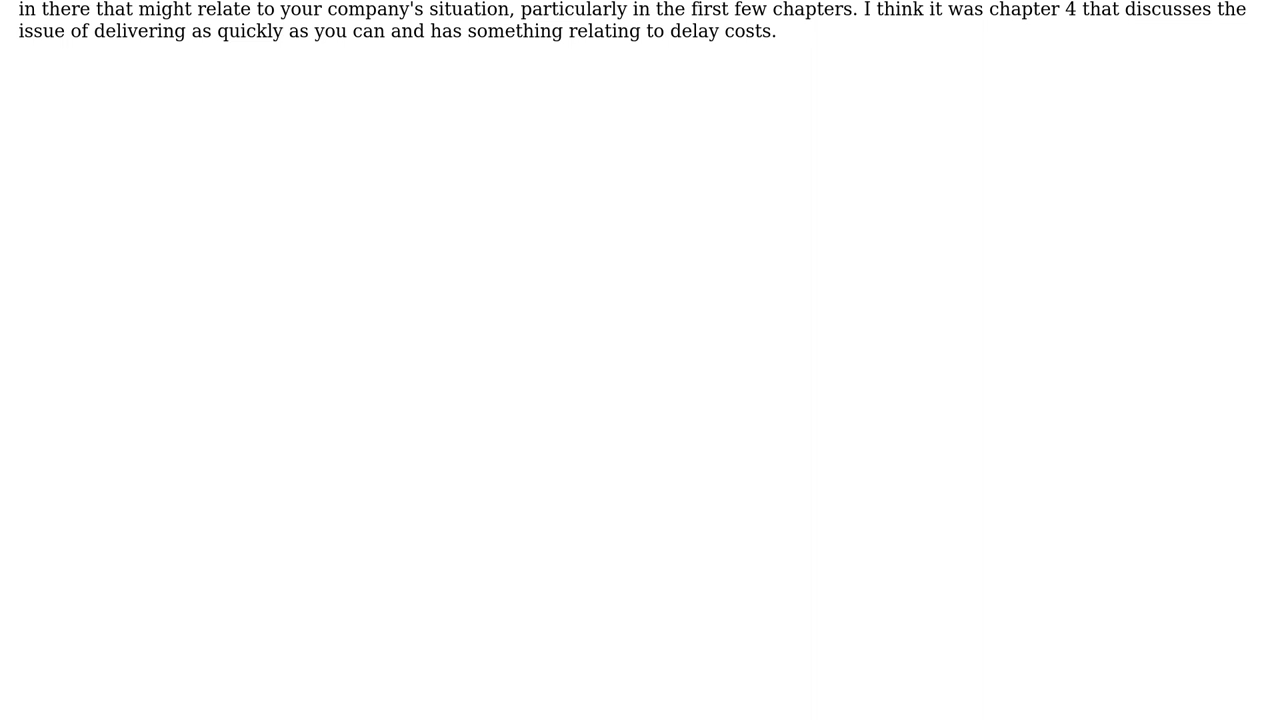 in there that might relate to your company's situation, particularly in the first few chapters. I think it was chapter 4 that discusses the
issue of delivering as quickly as you can and has something relating to delay costs.